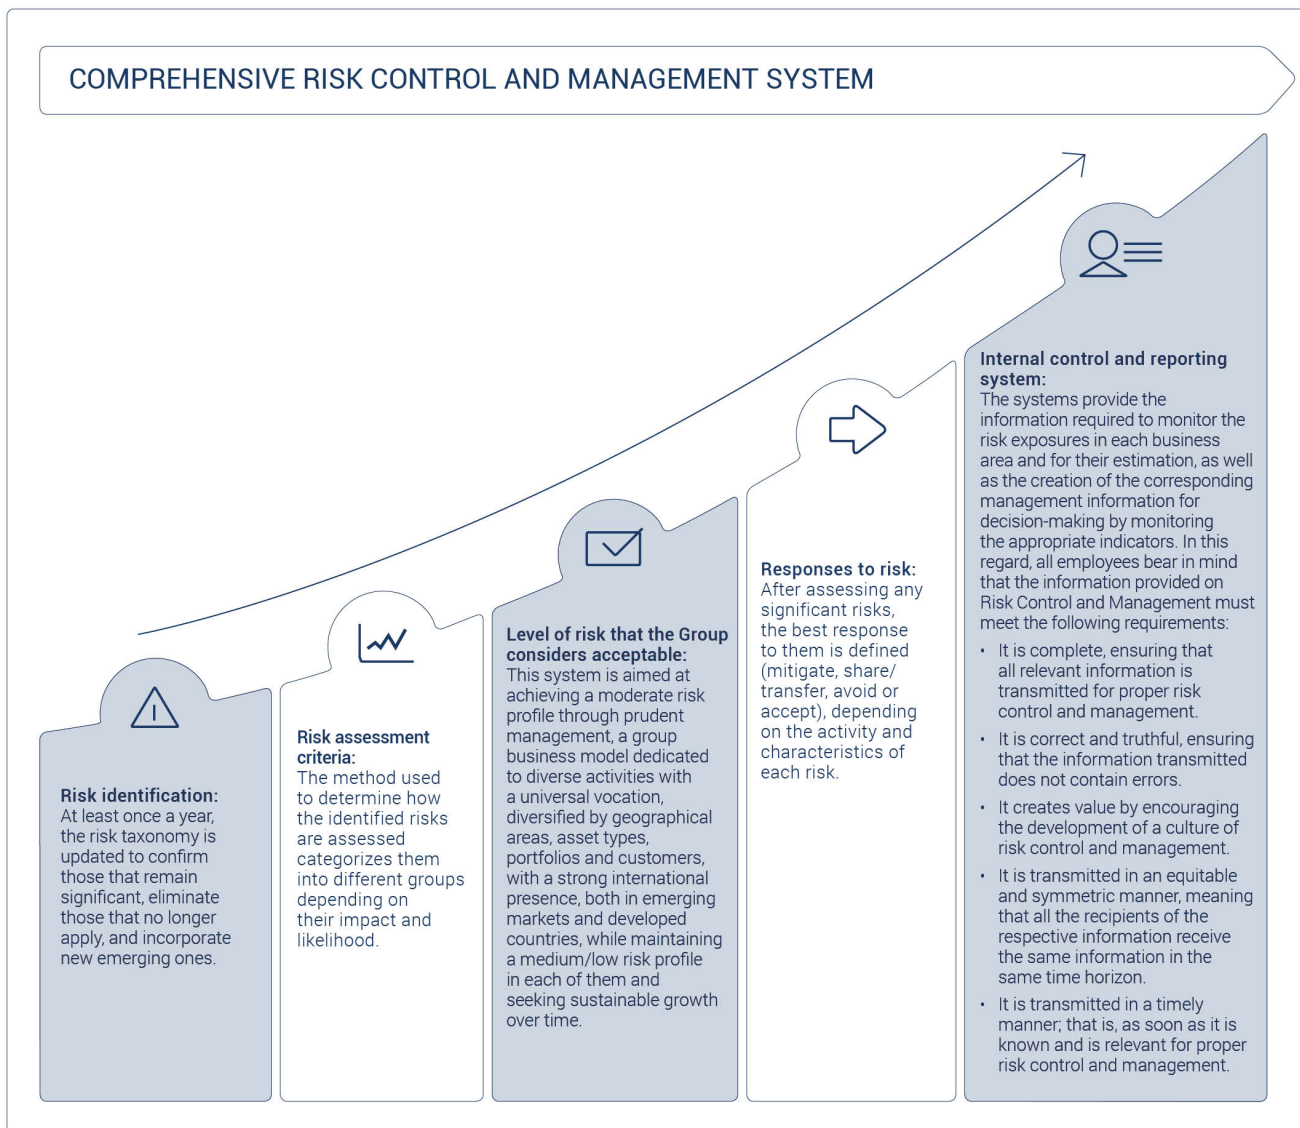 COMPREHENSIVE RISK CONTROL AND MANAGEMENT SYSTEM
Risk identification:
At least once a year,
the risk taxonomy is
updated to confirm
those that remain
significant, eliminate
those that no longer
apply, and incorporate
new emerging ones.
Risk assessment
criteria:
The method used
to determine how
the identified risks
are assessed
categorizes them
into different groups
depending on
their impact and
likelihood.
Level of risk that the Group
considers acceptable:
This system is aimed at
achieving a moderate risk
profile through prudent
management, a group
business model dedicated
to diverse activities with
a universal vocation,
diversified by geographical
areas, asset types,
portfolios and customers,
with a strong international
presence, both in emerging
markets and developed
countries, while maintaining
a medium/low risk profile
in each of them and
seeking sustainable growth
over time.
Responses to risk:
After assessing any
significant risks,
the best response
to them is defined
(mitigate, share/
transfer, avoid or
accept), depending
on the activity and
characteristics of
each risk.
Internal control and reporting
system:
The systems provide the
information required to monitor the
risk exposures in each business
area and for their estimation, as well
as the creation of the corresponding
management information for
decision-making by monitoring
the appropriate indicators. In this
regard, all employees bear in mind
that the information provided on
Risk Control and Management must
meet the following requirements:
• It is complete, ensuring that
all relevant information is
transmitted for proper risk
control and management.
• It is correct and truthful, ensuring
that the information transmitted
does not contain errors.
• It creates value by encouraging
the development of a culture of
risk control and management.
• It is transmitted in an equitable
and symmetric manner, meaning
that all the recipients of the
respective information receive
the same information in the
same time horizon.
• It is transmitted in a timely
manner; that is, as soon as it is
known and is relevant for proper
risk control and management.